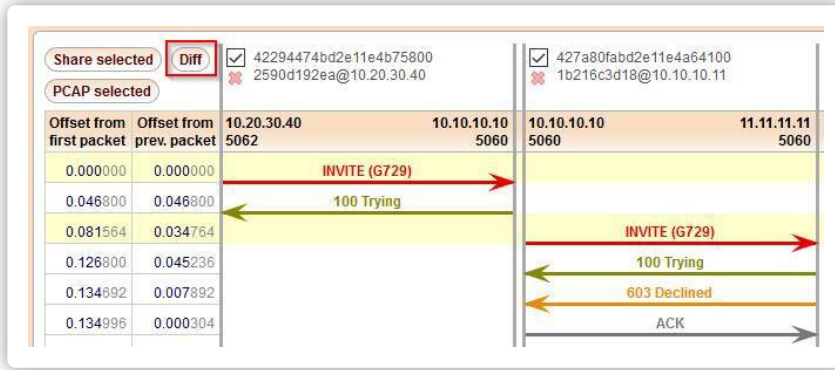 Share selected Diff
PCAP selected
42294474bd2e11e4b75800
2590d192ea@10.20.30.40
427a80fabd2e11e4a64100
1b216c3d18@10.10.10.11
Offset from first packet
Offset from prev. packet
10.20.30.40 5062
10.10.10.10 5060
10.10.10.10 5060
11.11.11.11 5060
0.000000 0.000000 INVITE (G729)
0.046800 0.046800 100 Trying
0.081564 0.034764 INVITE (G729)
0.126800 0.045236 100 Trying
0.134692 0.007892 603 Declined
0.134996 0.000304 ACK